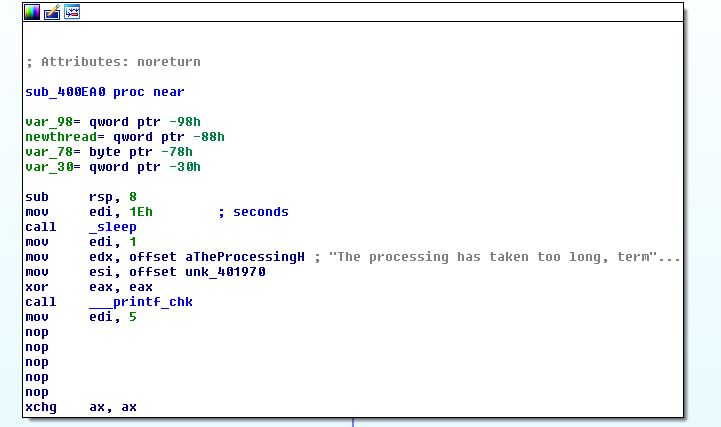 ; Attributes: noreturn
sub_400EA0 proc near
var_98= qword ptr -98h
newthread= qword ptr -88h
var_78= byte ptr -78h
var_30= qword ptr -30h
sub rsp, 8
mov edi, 1Eh ; seconds
call _sleep
mov edi, 1
mov edx, offset aTheProcessingH ; "The processing has taken too long, term"...
mov esi, offset unk_401970
xor eax, eax
call ___printf_chk
mov edi, 5
nop
nop
nop
nop
nop
xchg ax, ax